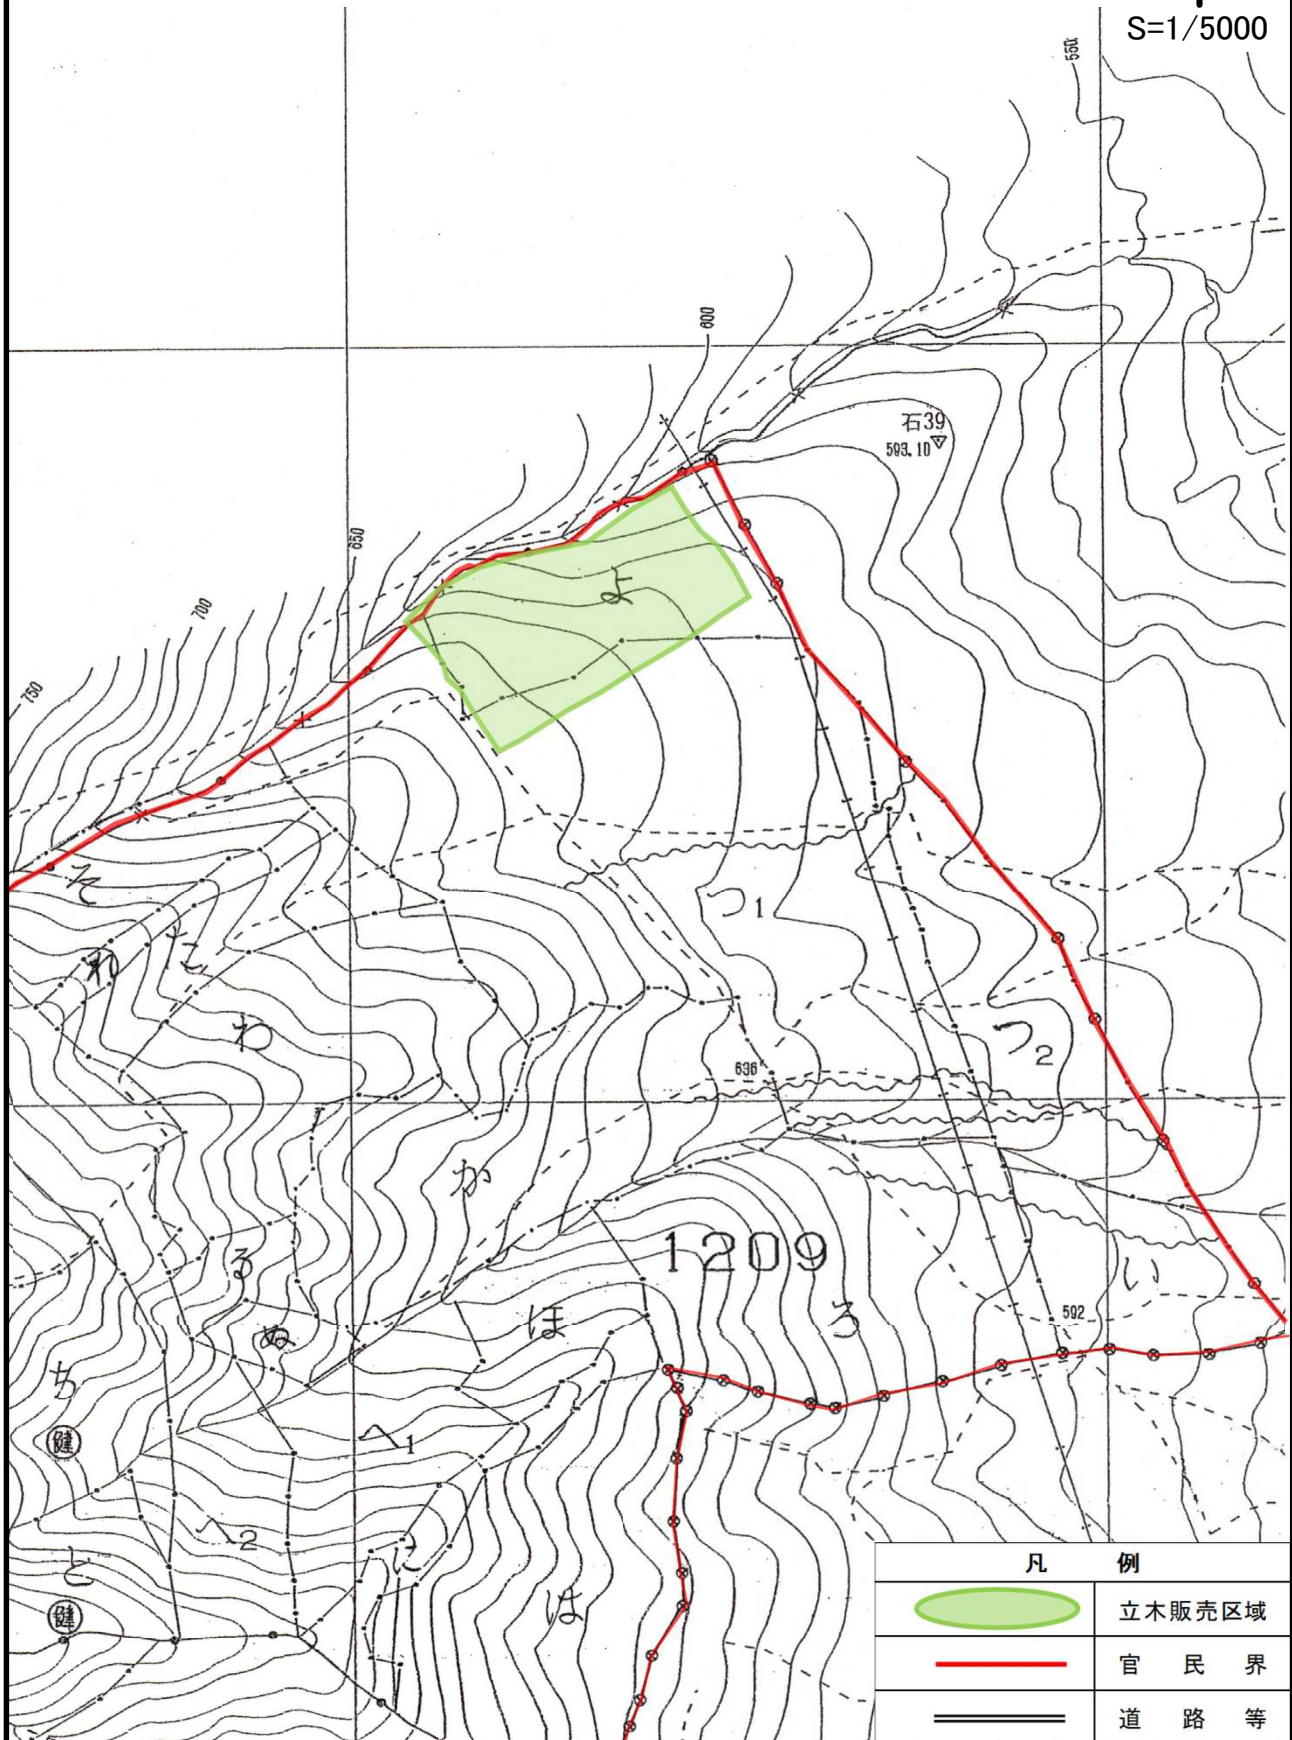 S=1/5000
550
600
石39
593.10
650
よ
700
750
そ
つ1
た
れ
わ
つ2
636
か
1209
い
る
ろ
592
ほ
ぬ
ち
健
へ1
へ2
に
と
健
は
凡 例
立木販売区域
官 民 界
道 路 等